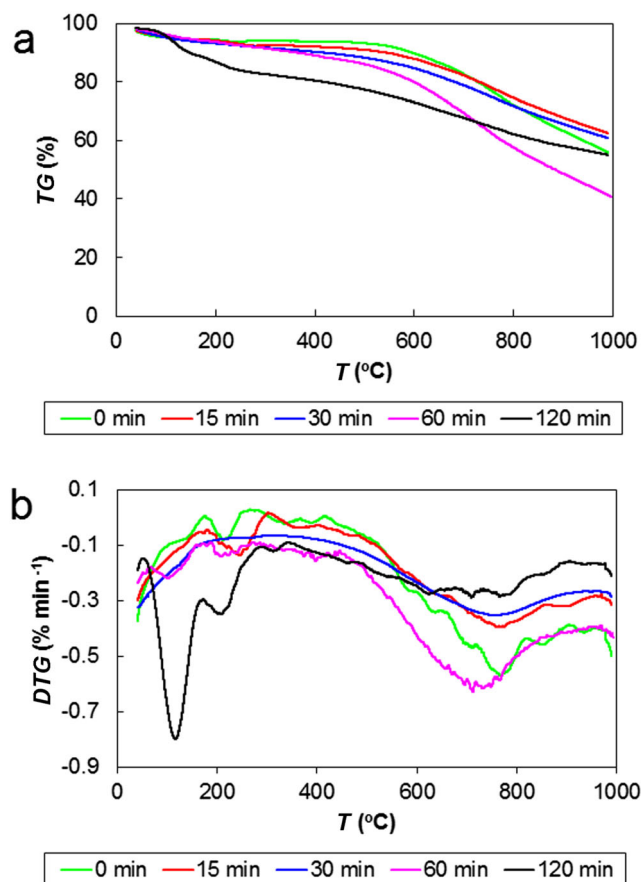 a
100
80
60
40
20
0
TG (%)
0 200 400 600 800 1000
T (ºC)
0 min 15 min 30 min 60 min 120 min
b
0.1
-0.1
-0.3
-0.5
-0.7
-0.9
DTG (% min ⁻¹)
0 200 400 600 800 1000
T (ºC)
0 min 15 min 30 min 60 min 120 min